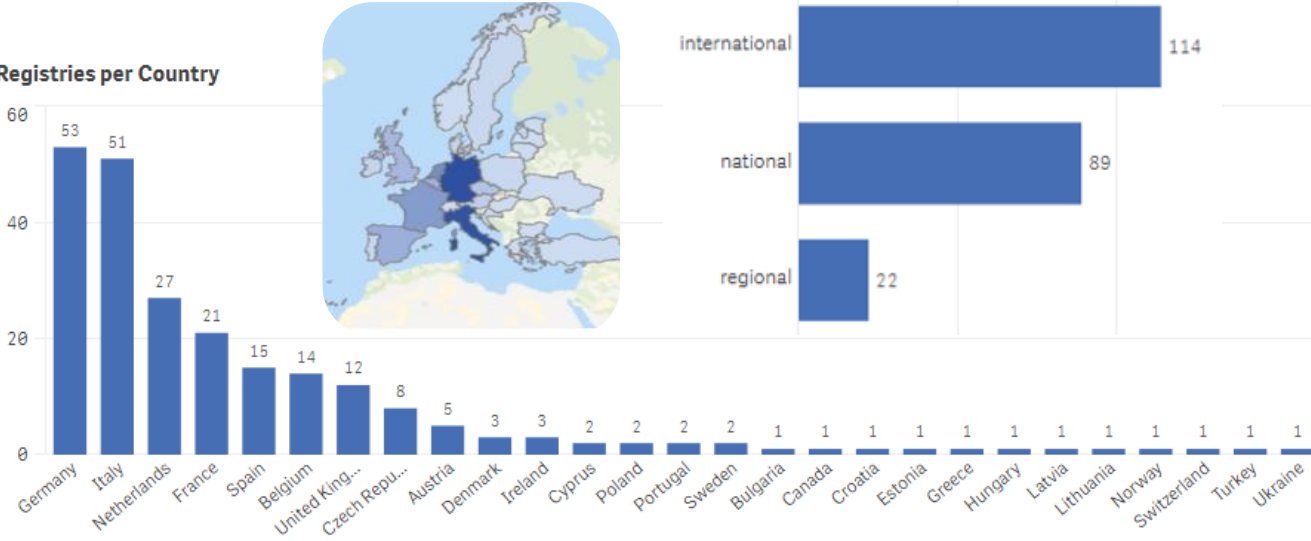 Registries per Country
60
40
20
0
53
51
27
21
15
14
12
8
5
3
3
2
2
2
2
1
1
1
1
1
1
1
1
1
1
1
1
Germany
Italy
Netherlands
France
Spain
Belgium
United King...
Czech Repu...
Austria
Denmark
Ireland
Cyprus
Poland
Portugal
Sweden
Bulgaria
Canada
Croatia
Estonia
Greece
Hungary
Latvia
Lithuania
Norway
Switzerland
Turkey
Ukraine
international 114
national 89
regional 22